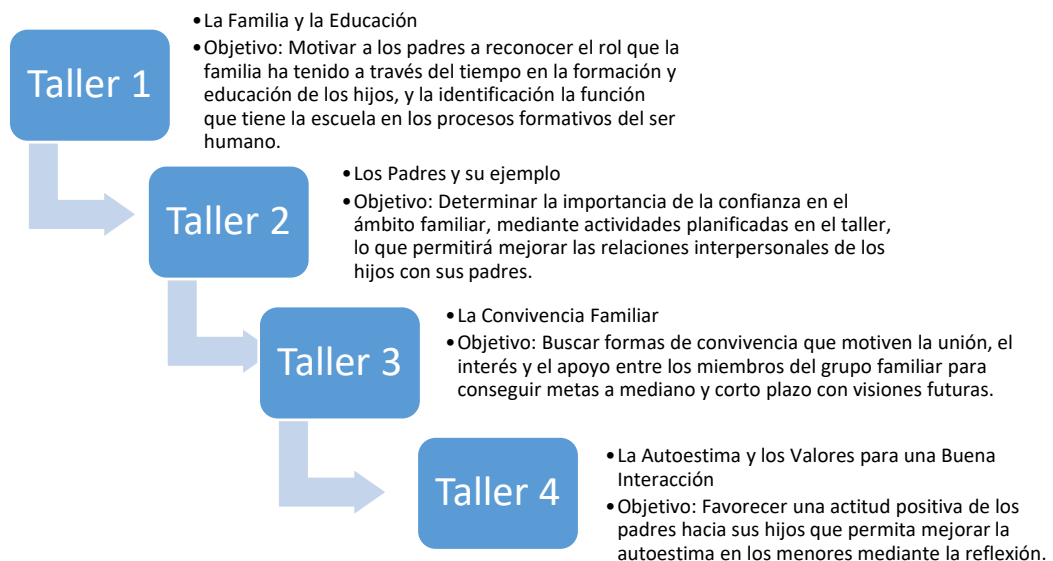 Taller 1
•La Familia y la Educación
•Objetivo: Motivar a los padres a reconocer el rol que la
familia ha tenido a través del tiempo en la formación y
educación de los hijos, y la identificación la función
que tiene la escuela en los procesos formativos del ser
humano.
Taller 2
•Los Padres y su ejemplo
•Objetivo: Determinar la importancia de la confianza en el
ámbito familiar, mediante actividades planificadas en el taller,
lo que permitirá mejorar las relaciones interpersonales de los
hijos con sus padres.
Taller 3
•La Convivencia Familiar
•Objetivo: Buscar formas de convivencia que motiven la unión, el
interés y el apoyo entre los miembros del grupo familiar para
conseguir metas a mediano y corto plazo con visiones futuras.
Taller 4
•La Autoestima y los Valores para una Buena
Interacción
•Objetivo: Favorecer una actitud positiva de los
padres hacia sus hijos que permita mejorar la
autoestima en los menores mediante la reflexión.